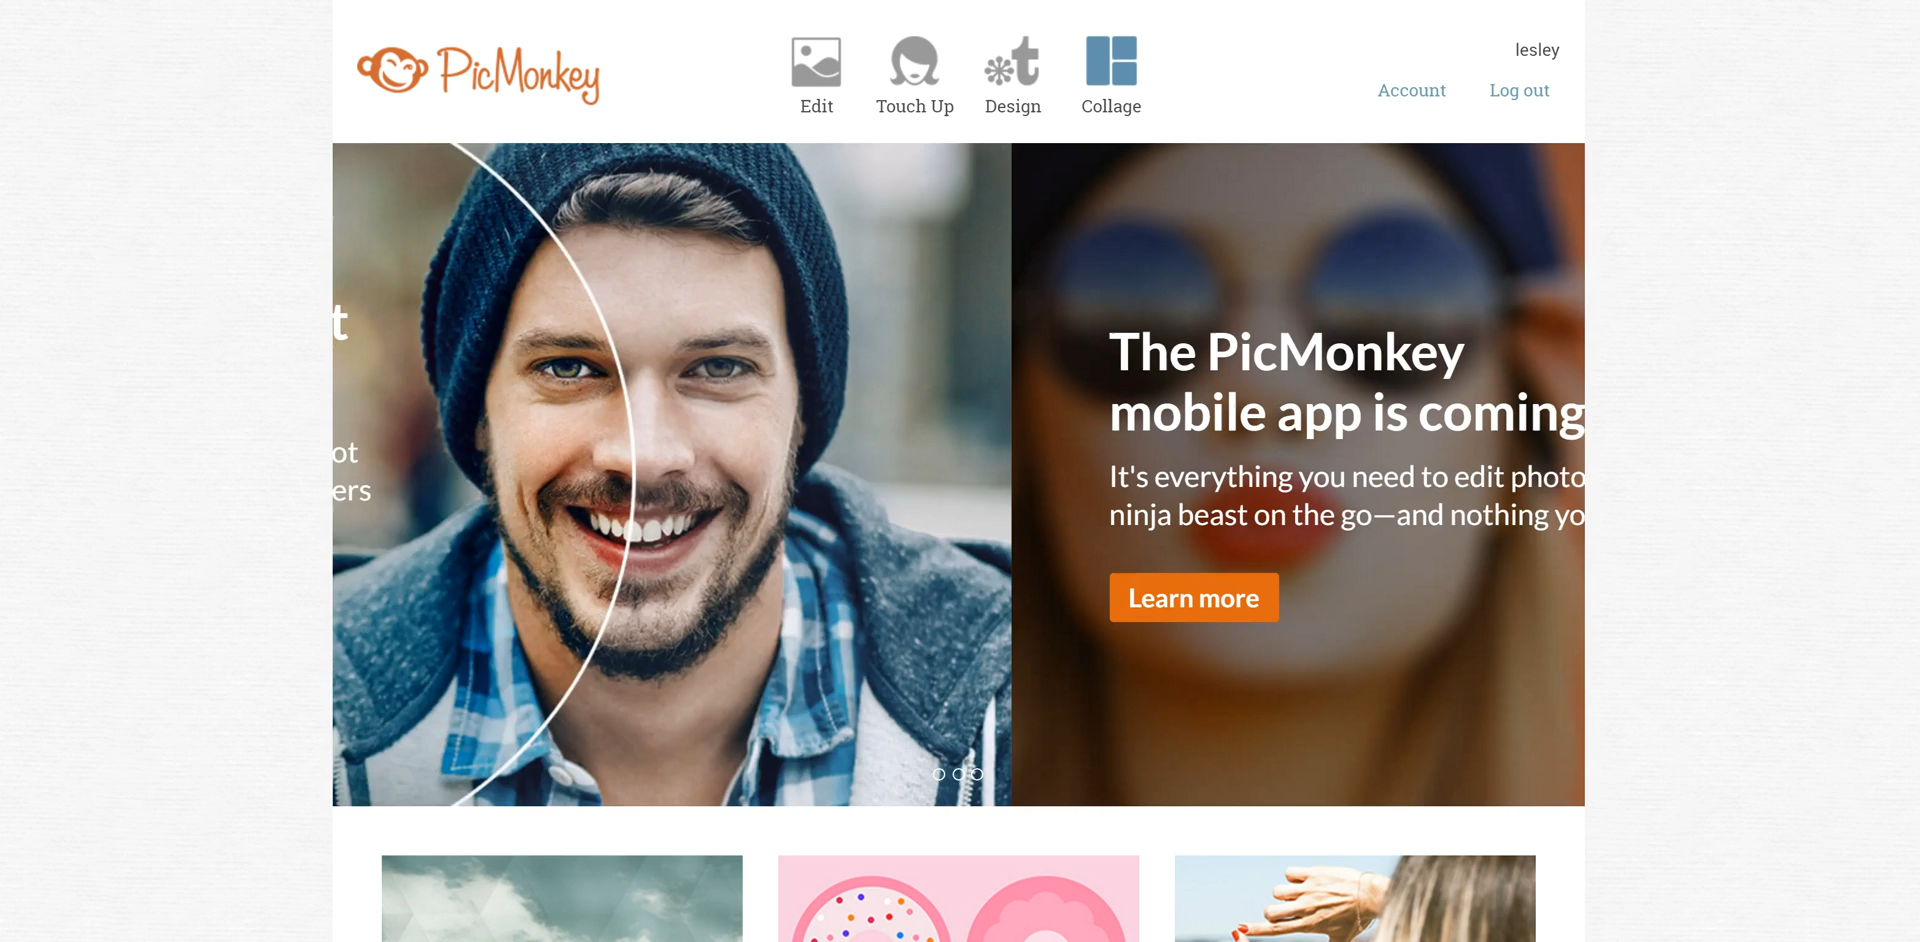 PicMonkey
Edit
Touch Up
Design
Collage
lesley
Account
Log out
t
ot
ers
The PicMonkey
mobile app is coming
It's everything you need to edit photo
ninja beast on the go—and nothing yo
Learn more